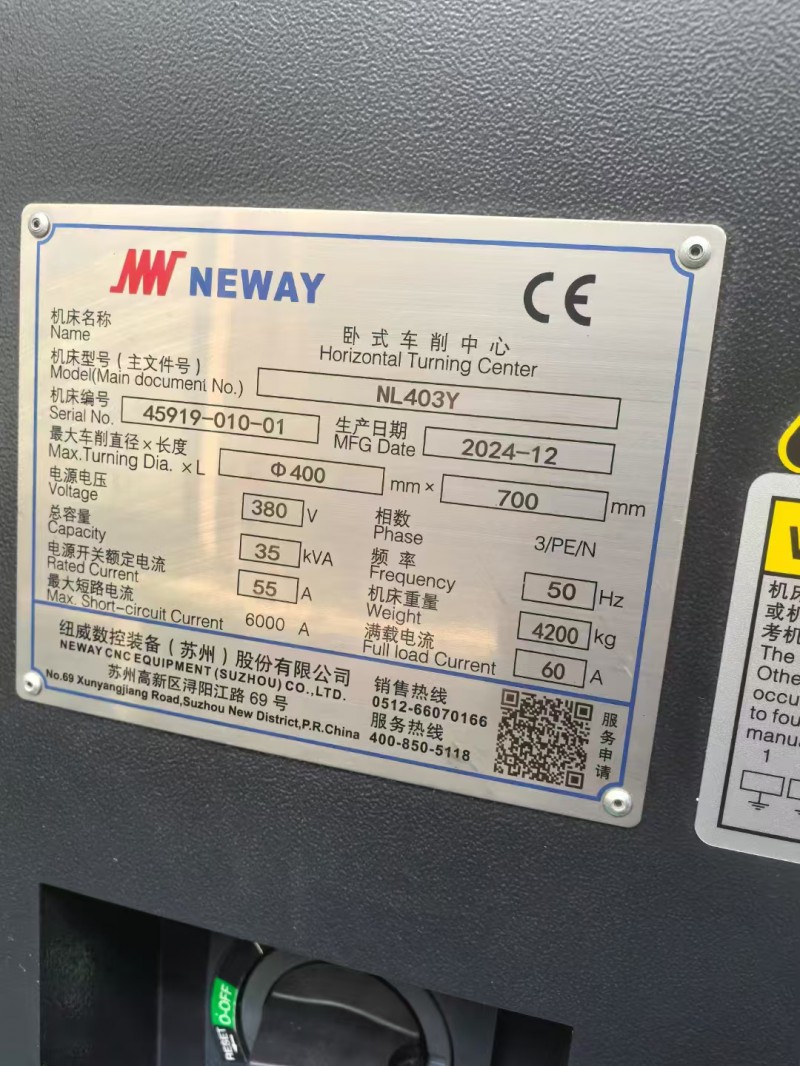 NEWAY
CE
机床名称
Name
卧式车削中心
Horizontal Turning Center
机床型号(主文件号)
Model(Main document No.)
NL403Y
机床编号
Serial No.
45919-010-01
生产日期
MFG Date
2024-12
最大车削直径×长度
Max.Turning Dia. ×L
Φ400
mm×
700
mm
电源电压
Voltage
380
V
相数
Phase
3/PE/N
总容量
Capacity
35
kVA
频率
Frequency
50
Hz
电源开关额定电流
Rated Current
55
A
机床重量
Weight
4200
kg
最大短路电流
Max. Short-circuit Current
6000 A
满载电流
Full load Current
60
A
纽威数控装备(苏州)股份有限公司
NEWAY CNC EQUIPMENT (SUZHOU) CO.,LTD.
苏州高新区浔阳江路 69 号
No.69 Xunyangjiang Road,Suzhou New District,P.R.China
销售热线
0512-66070166
服务热线
400-850-5118
服务申请
机床
或机
考机
The
Othe
occu
to fou
manu
1
RESET
O-OFF